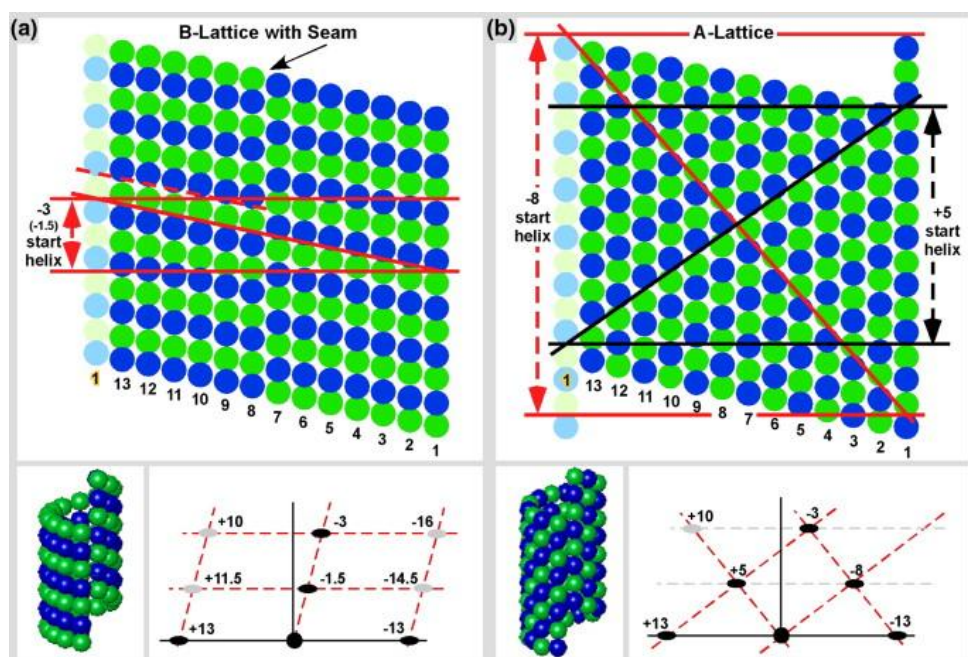 (a)
B-Lattice with Seam
-3
(-1.5)
start
helix
1 13 12 11 10 9 8 7 6 5 4 3 2 1
+10 -3 -16
+11.5 -1.5 -14.5
+13 -13
(b)
A-Lattice
-8
start
helix
+5
start
helix
1 13 12 11 10 9 8 7 6 5 4 3 2 1
+10 -3
+5 -8
+13 -13